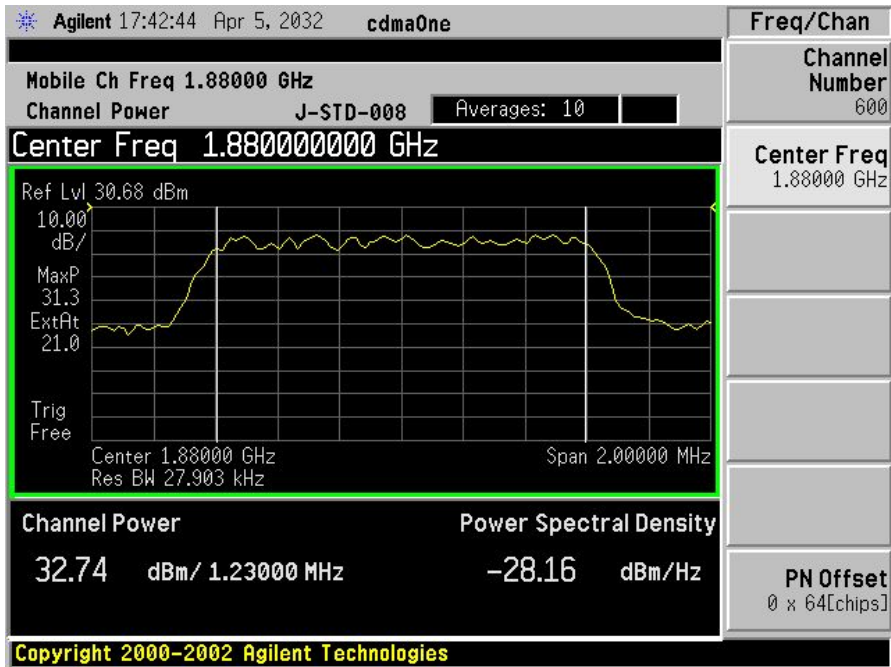 Agilent 17:42:44 Apr 5, 2032 cdmaOne
Freq/Chan
Mobile Ch Freq 1.88000 GHz
Channel Power J-STD-008 Averages: 10
Center Freq 1.880000000 GHz
Ref Lvl 30.68 dBm
10.00
dB/
MaxP
31.3
ExtAt
21.0
Trig
Free
Center 1.88000 GHz Span 2.00000 MHz
Res BW 27.903 kHz
Channel Power Power Spectral Density
32.74 dBm/ 1.23000 MHz -28.16 dBm/Hz
Copyright 2000-2002 Agilent Technologies
Channel
Number
600
Center Freq
1.88000 GHz
PN Offset
0 x 64[chips]